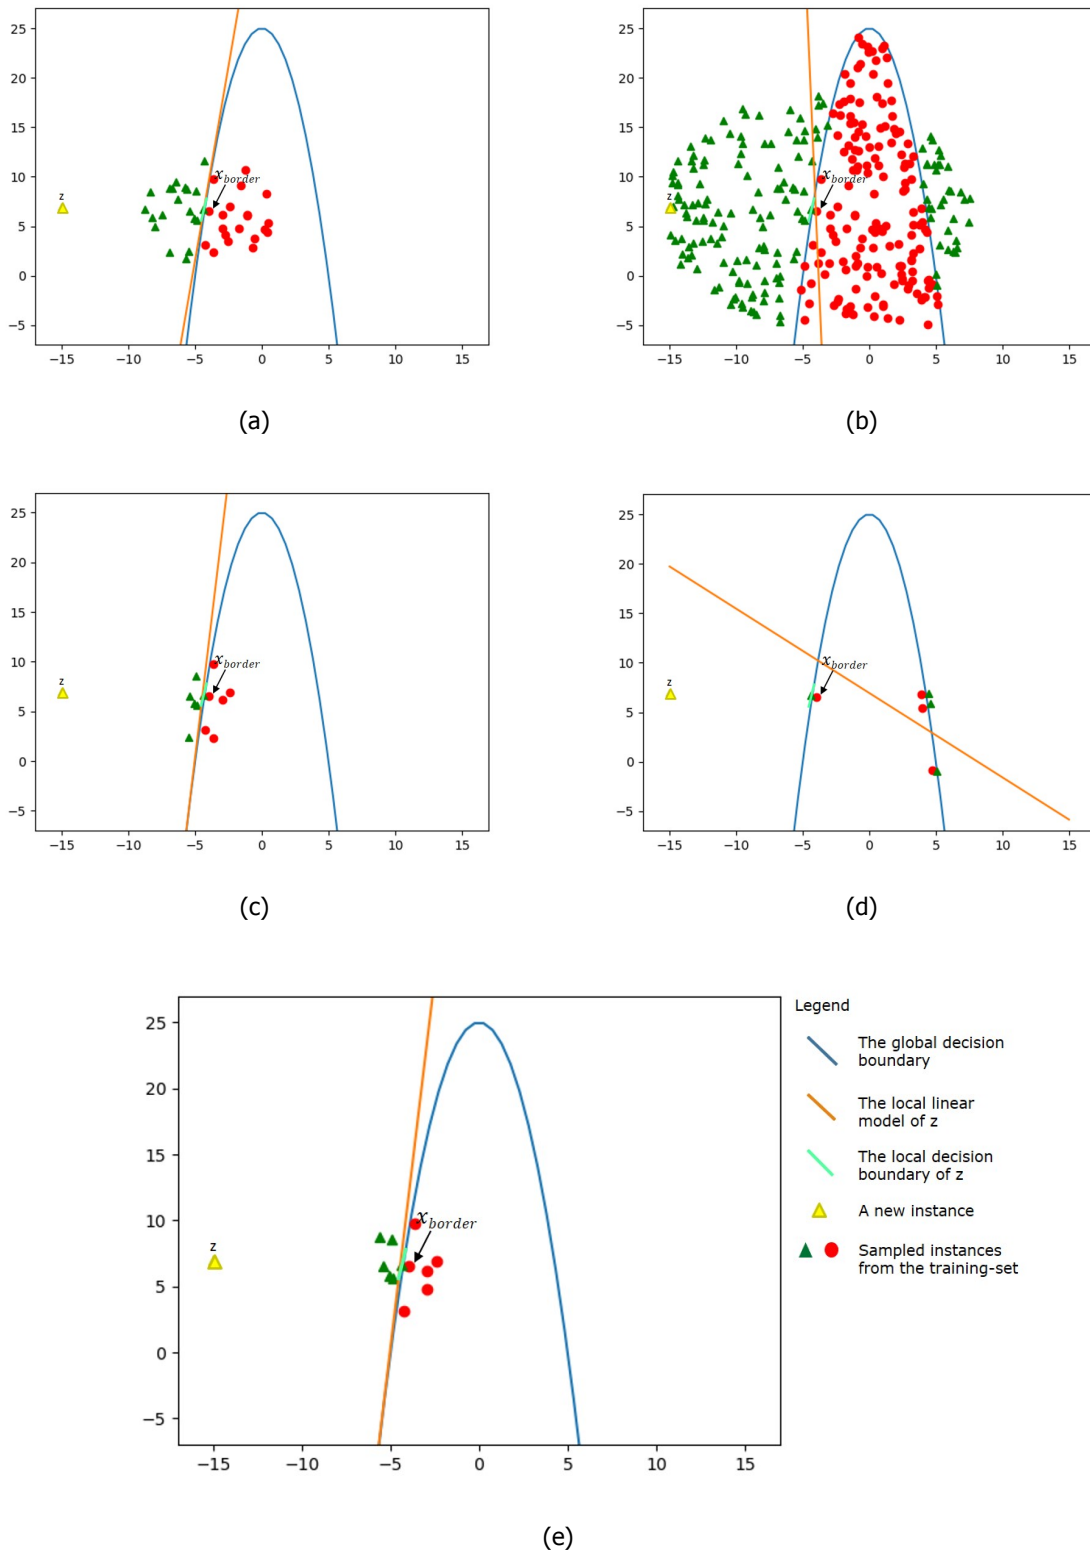 25
20
15
10
5
0
−5
−15 −10 −5 0 5 10 15
z
x_border
(a)
25
20
15
10
5
0
−5
−15 −10 −5 0 5 10 15
z
x_border
(b)
25
20
15
10
5
0
−5
−15 −10 −5 0 5 10 15
z
x_border
(c)
25
20
15
10
5
0
−5
−15 −10 −5 0 5 10 15
z
x_border
(d)
25
20
15
10
5
0
−5
−15 −10 −5 0 5 10 15
z
x_border
Legend
The global decision
boundary
The local linear
model of z
The local decision
boundary of z
A new instance
Sampled instances
from the training-set
(e)